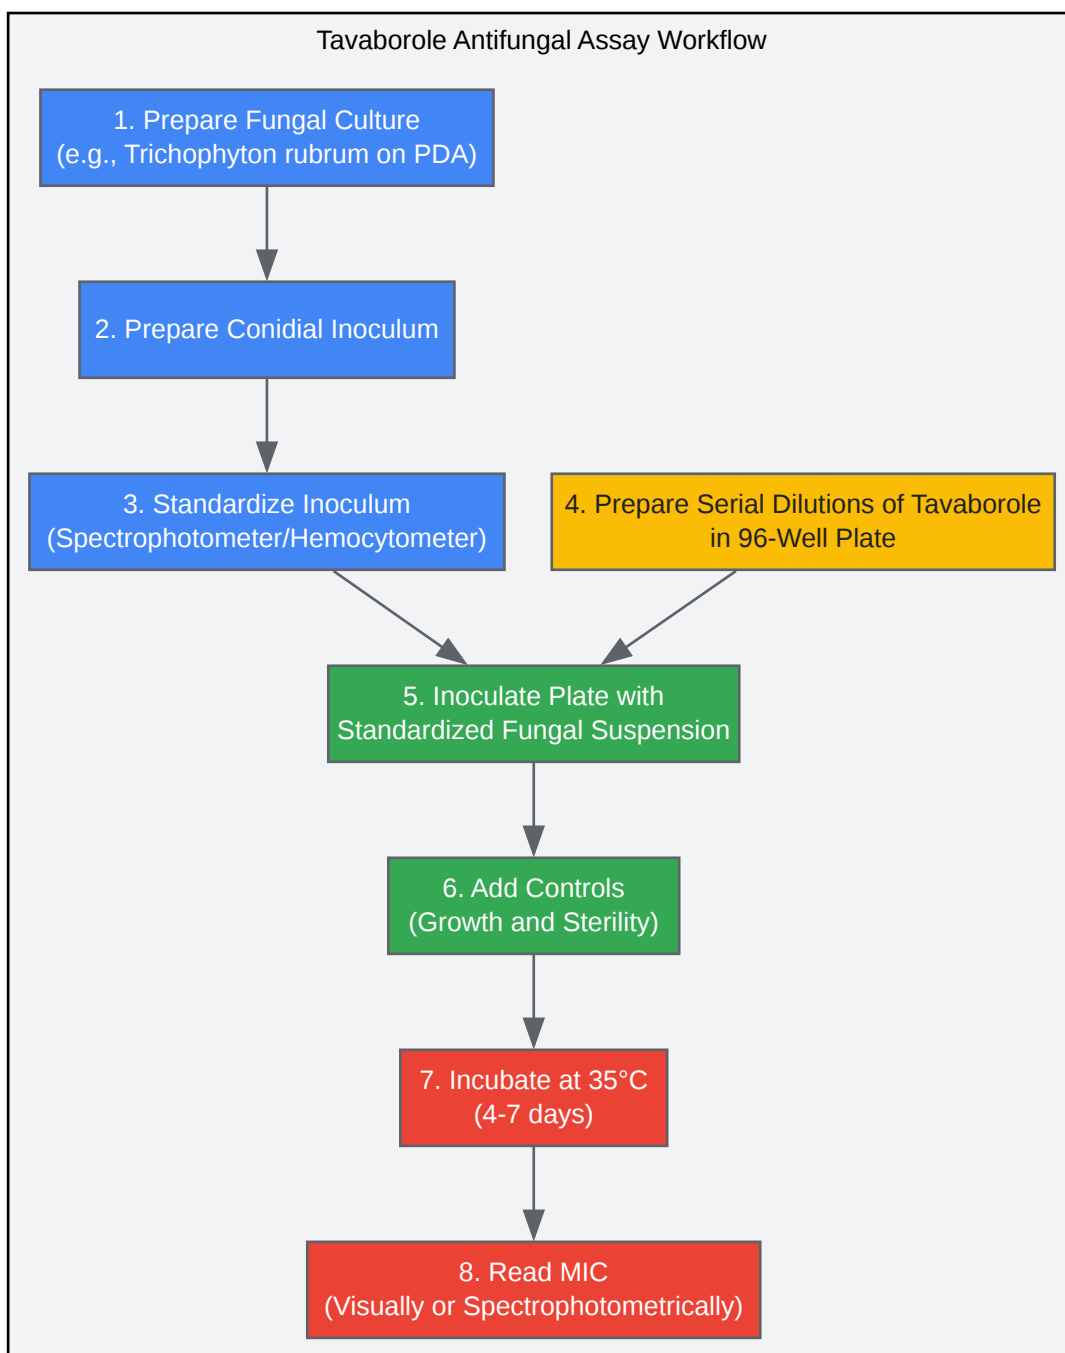 Tavaborole Antifungal Assay Workflow
1. Prepare Fungal Culture
(e.g., Trichophyton rubrum on PDA)
2. Prepare Conidial Inoculum
3. Standardize Inoculum
(Spectrophotometer/Hemocytometer)
4. Prepare Serial Dilutions of Tavaborole
in 96-Well Plate
5. Inoculate Plate with
Standardized Fungal Suspension
6. Add Controls
(Growth and Sterility)
7. Incubate at 35°C
(4-7 days)
8. Read MIC
(Visually or Spectrophotometrically)